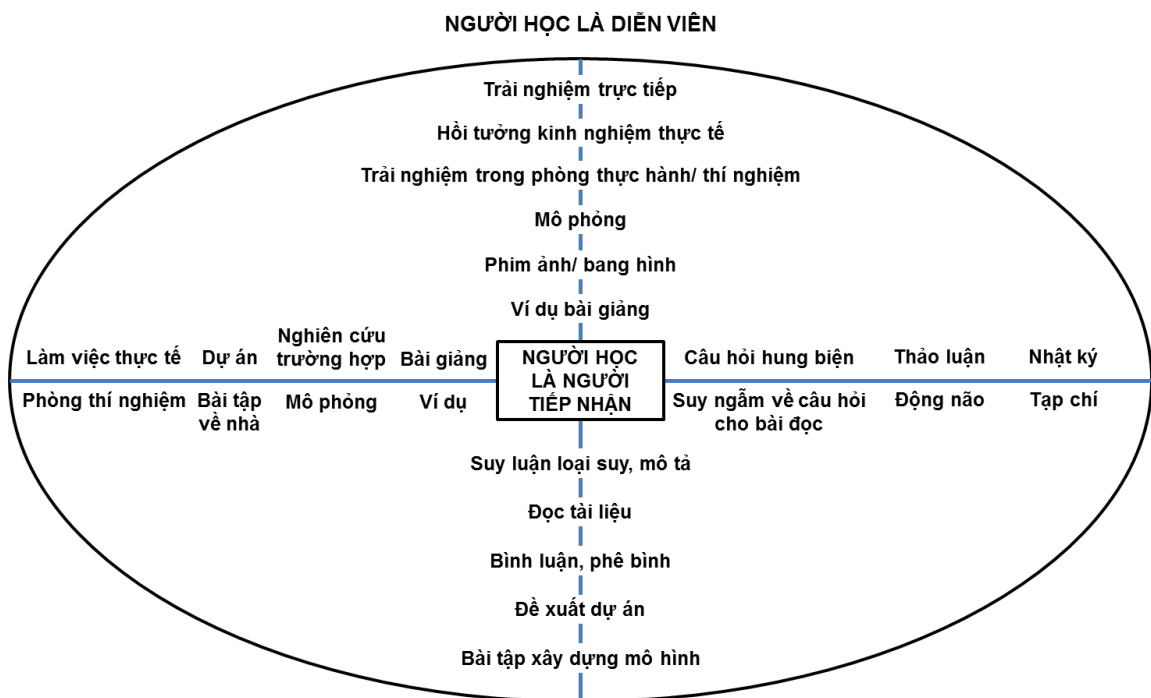 NGƯỜI HỌC LÀ DIỄN VIÊN
Trải nghiệm trực tiếp
Hồi tưởng kinh nghiệm thực tế
Trải nghiệm trong phòng thực hành/ thí nghiệm
Mô phỏng
Phim ảnh/ bang hình
Ví dụ bài giảng
Làm việc thực tế
Dự án
Nghiên cứu
trường hợp
Bài giảng
NGƯỜI HỌC
LÀ NGƯỜI
TIẾP NHẬN
Câu hỏi hung biện
Thảo luận
Nhật ký
Phòng thí nghiệm
Bài tập
về nhà
Mô phỏng
Ví dụ
Suy ngẫm về câu hỏi
cho bài đọc
Động não
Tạp chí
Suy luận loại suy, mô tả
Đọc tài liệu
Bình luận, phê bình
Đề xuất dự án
Bài tập xây dựng mô hình